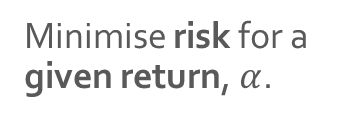 Minimise risk for a
given return, α.